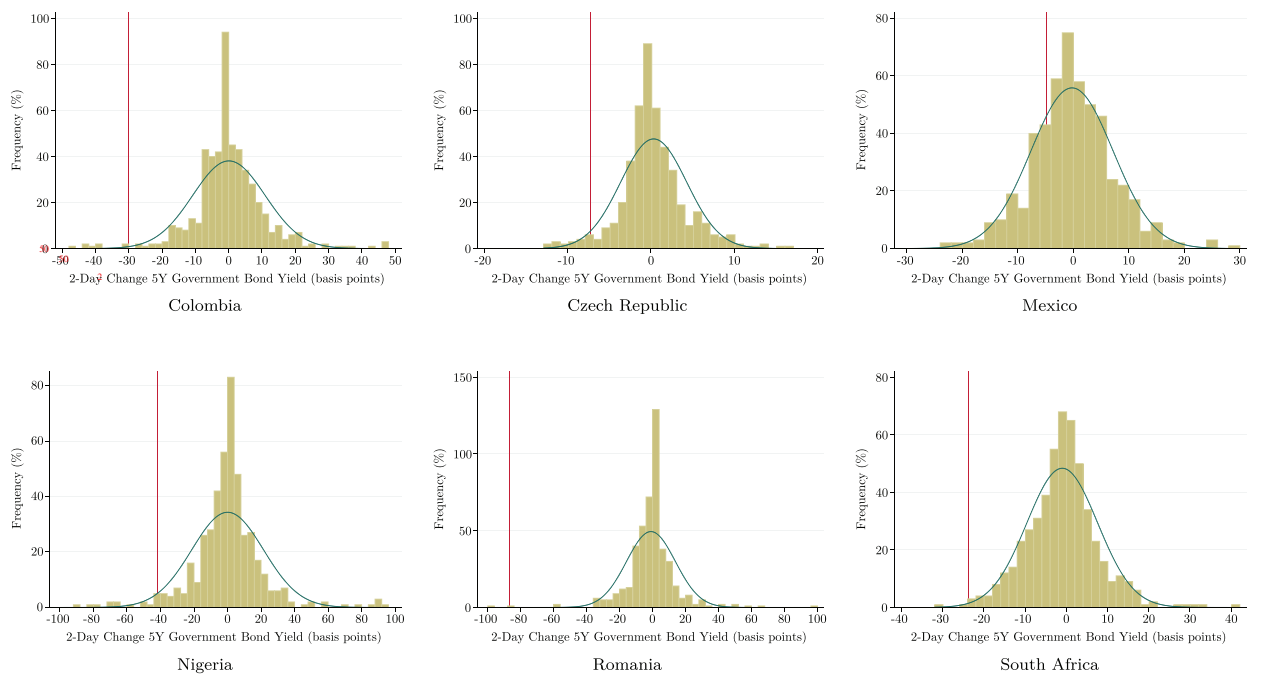 100
80
60
40
20
0
Frequency (%)
-50 -40 -30 -20 -10 0 10 20 30 40 50
2-Day Change 5Y Government Bond Yield (basis points)
Colombia
100
80
60
40
20
0
Frequency (%)
-20 -10 0 10 20
2-Day Change 5Y Government Bond Yield (basis points)
Czech Republic
80
60
40
20
0
Frequency (%)
-30 -20 -10 0 10 20 30
2-Day Change 5Y Government Bond Yield (basis points)
Mexico
80
60
40
20
0
Frequency (%)
-100 -80 -60 -40 -20 0 20 40 60 80 100
2-Day Change 5Y Government Bond Yield (basis points)
Nigeria
150
100
50
0
Frequency (%)
-100 -80 -60 -40 -20 0 20 40 60 80 100
2-Day Change 5Y Government Bond Yield (basis points)
Romania
80
60
40
20
0
Frequency (%)
-40 -30 -20 -10 0 10 20 30 40
2-Day Change 5Y Government Bond Yield (basis points)
South Africa